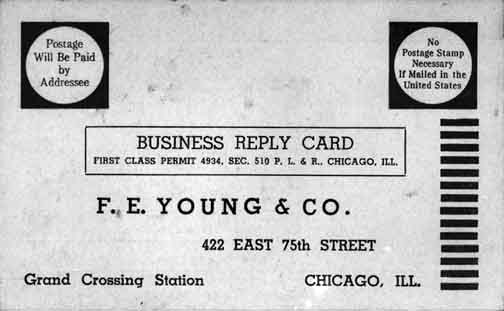 Postage
Will Be Paid
by
Addressee
No
Postage Stamp
Necessary
If Mailed in the
United States
BUSINESS REPLY CARD
FIRST CLASS PERMIT 4934, SEC. 510 P. L. & R., CHICAGO, ILL.
F. E. YOUNG & CO.
422 EAST 75th STREET
Grand Crossing Station CHICAGO, ILL.